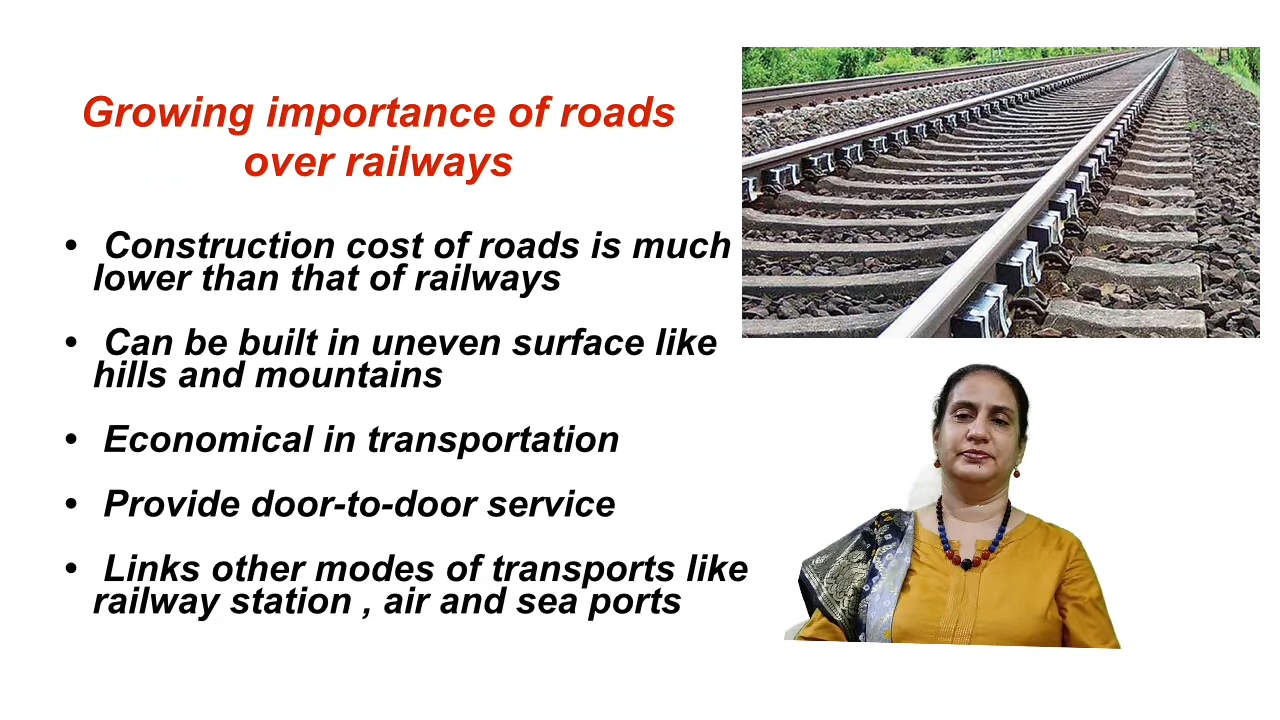 Growing importance of roads
over railways
• Construction cost of roads is much
lower than that of railways
• Can be built in uneven surface like
hills and mountains
• Economical in transportation
• Provide door-to-door service
• Links other modes of transports like
railway station , air and sea ports